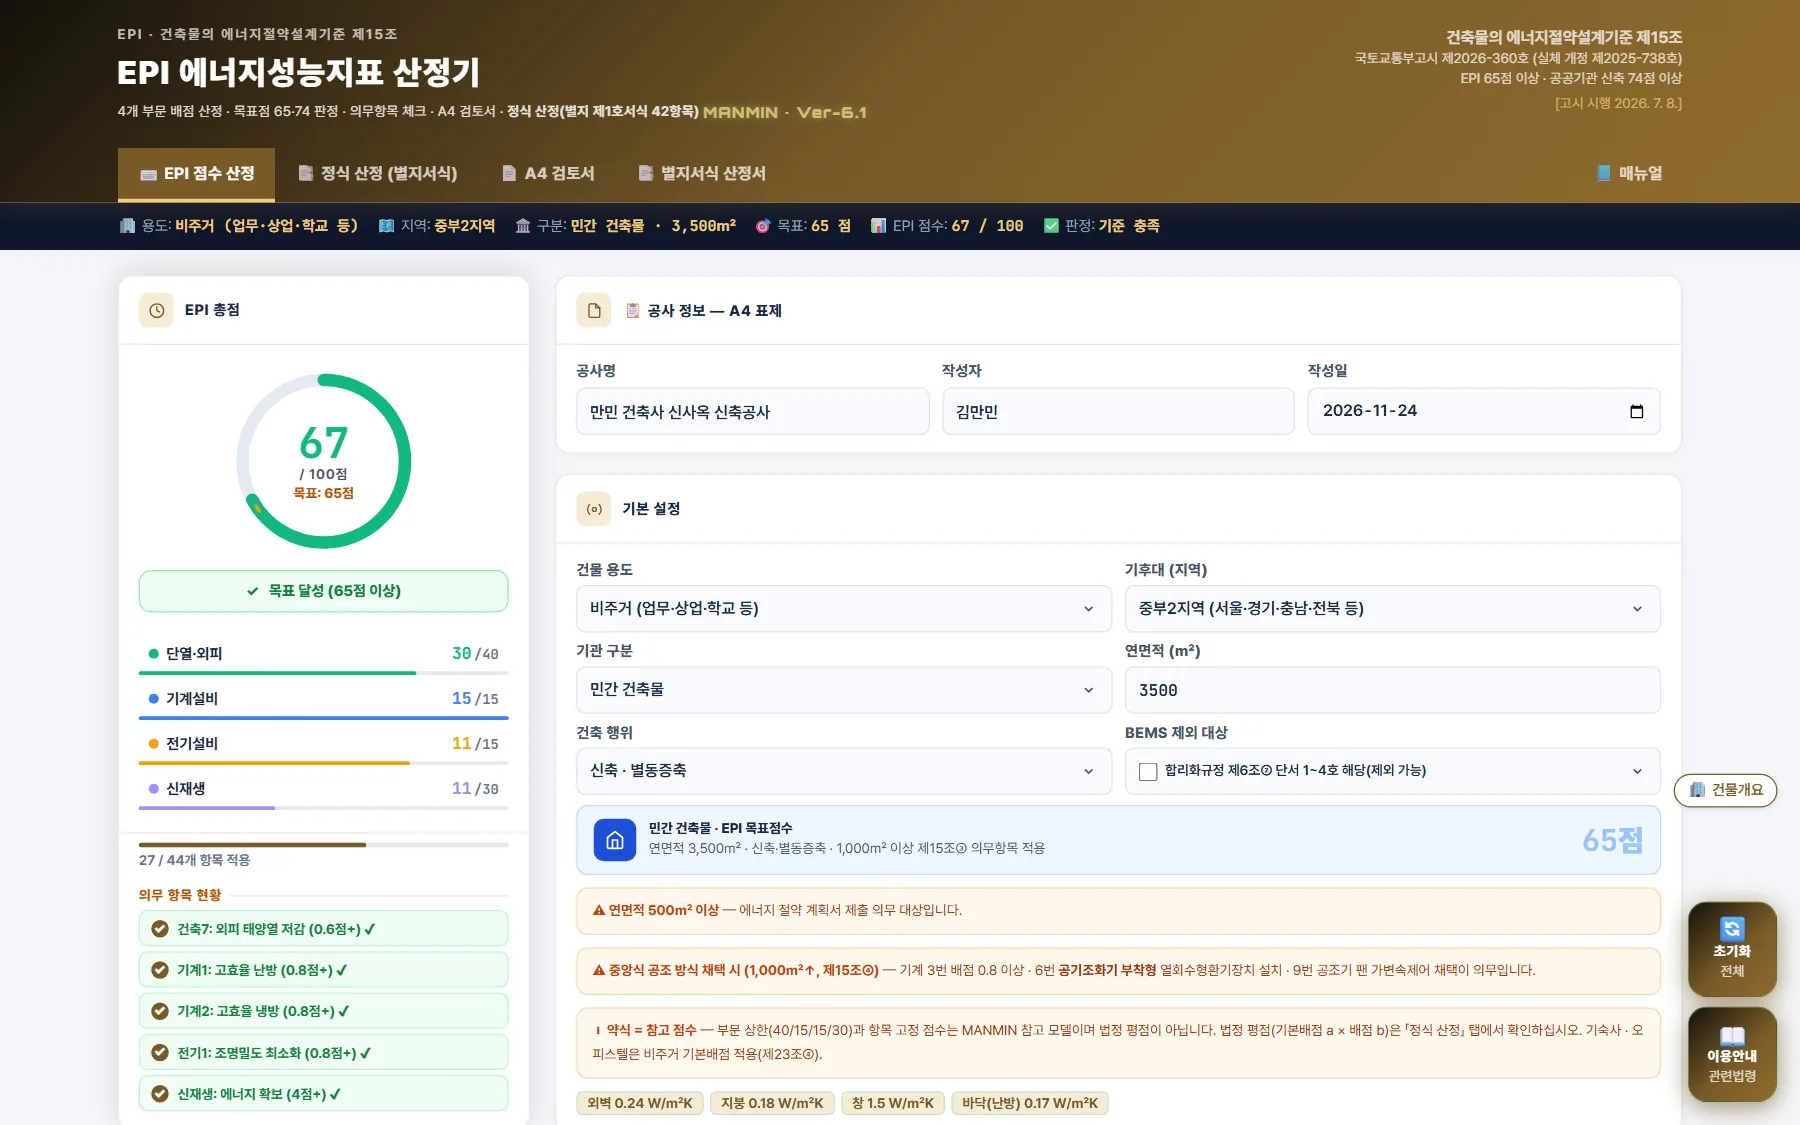 EPI · 건축물의 에너지절약설계기준 제15조
EPI 에너지성능지표 산정기
4개 부문 배점 산정 · 목표점 65·74 판정 · 의무항목 체크 · A4 검토서 · 정식 산정(별지 제1호서식 42항목) MANMIN · Ver-6.1
건축물의 에너지절약설계기준 제15조
국토교통부고시 제2026-360호 (실체 개정 제2025-738호)
EPI 65점 이상 · 공공기관 신축 74점 이상
[고시 시행 2026. 7. 8.]
EPI 점수 산정
정식 산정 (별지서식)
A4 검토서
별지서식 산정서
매뉴얼
용도: 비주거 (업무·상업·학교 등) 지역: 중부2지역 구분: 민간 건축물 · 3,500m² 목표: 65 점 EPI 점수: 67 / 100 판정: 기준 충족
EPI 총점
67
/ 100점
목표: 65점
✓ 목표 달성 (65점 이상)
단열·외피 30/40
기계설비 15/15
전기설비 11/15
신재생 11/30
27 / 44개 항목 적용
의무 항목 현황
건축7: 외피 태양열 저감 (0.6점+) ✓
기계1: 고효율 난방 (0.8점+) ✓
기계2: 고효율 냉방 (0.8점+) ✓
전기1: 조명밀도 최소화 (0.8점+) ✓
신재생: 에너지 확보 (4점+) ✓
공사 정보 — A4 표제
공사명
만민 건축사 신사옥 신축공사
작성자
김만민
작성일
2026-11-24
기본 설정
건물 용도
비주거 (업무·상업·학교 등)
기후대 (지역)
중부2지역 (서울·경기·충남·전북 등)
기관 구분
민간 건축물
연면적 (m²)
3500
건축 행위
신축 · 별동증축
BEMS 제외 대상
합리화규정 제6조② 단서 1~4호 해당(제외 가능)
민간 건축물 · EPI 목표점수
연면적 3,500m² · 신축·별동증축 · 1,000m² 이상 제15조③ 의무항목 적용
65점
⚠ 연면적 500m² 이상 — 에너지 절약 계획서 제출 의무 대상입니다.
⚠ 중앙식 공조 방식 채택 시 (1,000m²↑, 제15조④) — 기계 3번 배점 0.8 이상 · 6번 공기조화기 부착형 열회수형환기장치 설치 · 9번 공조기 팬 가변속제어 채택이 의무입니다.
ℹ 약식 = 참고 점수 — 부문 상한(40/15/15/30)과 항목 고정 점수는 MANMIN 참고 모델이며 법정 평점이 아닙니다. 법정 평점(기본배점 a × 배점 b)은 「정식 산정」 탭에서 확인하십시오. 기숙사 · 오
피스텔은 비주거 기본배점 적용(제23조④).
외벽 0.24 W/m²K
지붕 0.18 W/m²K
창 1.5 W/m²K
바닥(난방) 0.17 W/m²K
건물개요
초기화
전체
이용안내
관련법령